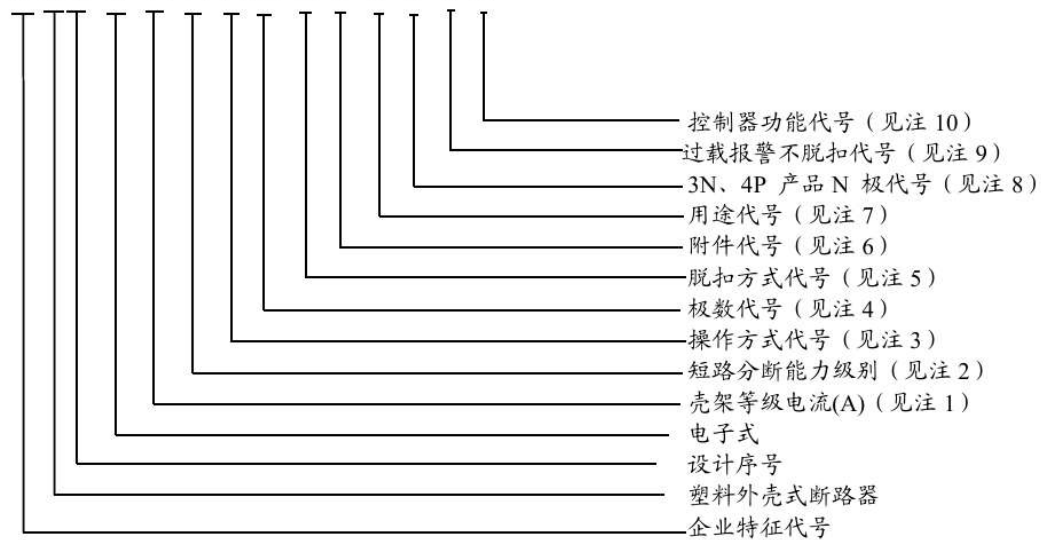 控制器功能代号（见注 10）
过载报警不脱扣代号（见注 9）
3N、4P 产品 N 极代号（见注 8）
用途代号（见注 7）
附件代号（见注 6）
脱扣方式代号（见注 5）
极数代号（见注 4）
操作方式代号（见注 3）
短路分断能力级别（见注 2）
壳架等级电流(A)（见注 1）
电子式
设计序号
塑料外壳式断路器
企业特征代号